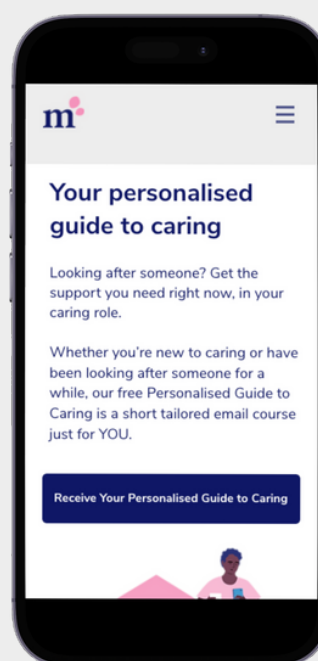 m
Your personalised
guide to caring
Looking after someone? Get the
support you need right now, in your
caring role.
Whether you’re new to caring or have
been looking after someone for a
while, our free Personalised Guide to
Caring is a short tailored email course
just for YOU.
Receive Your Personalised Guide to Caring